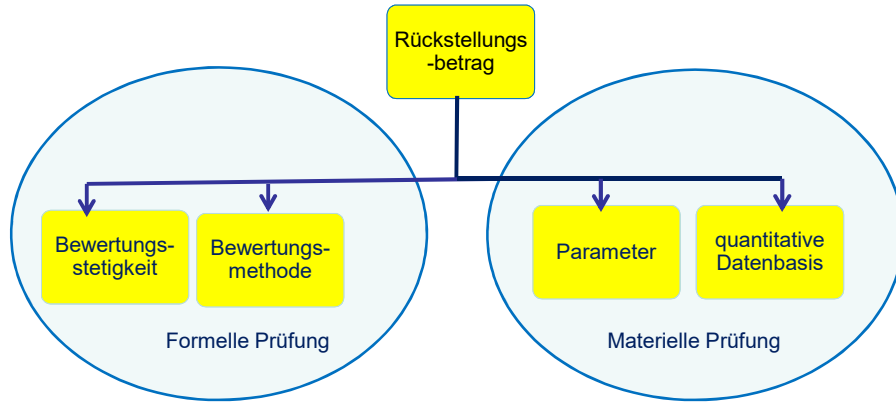 Rückstellungs
-betrag
Bewertungs-
stetigkeit
Bewertungs-
methode
Parameter
quantitative
Datenbasis
Formelle Prüfung
Materielle Prüfung